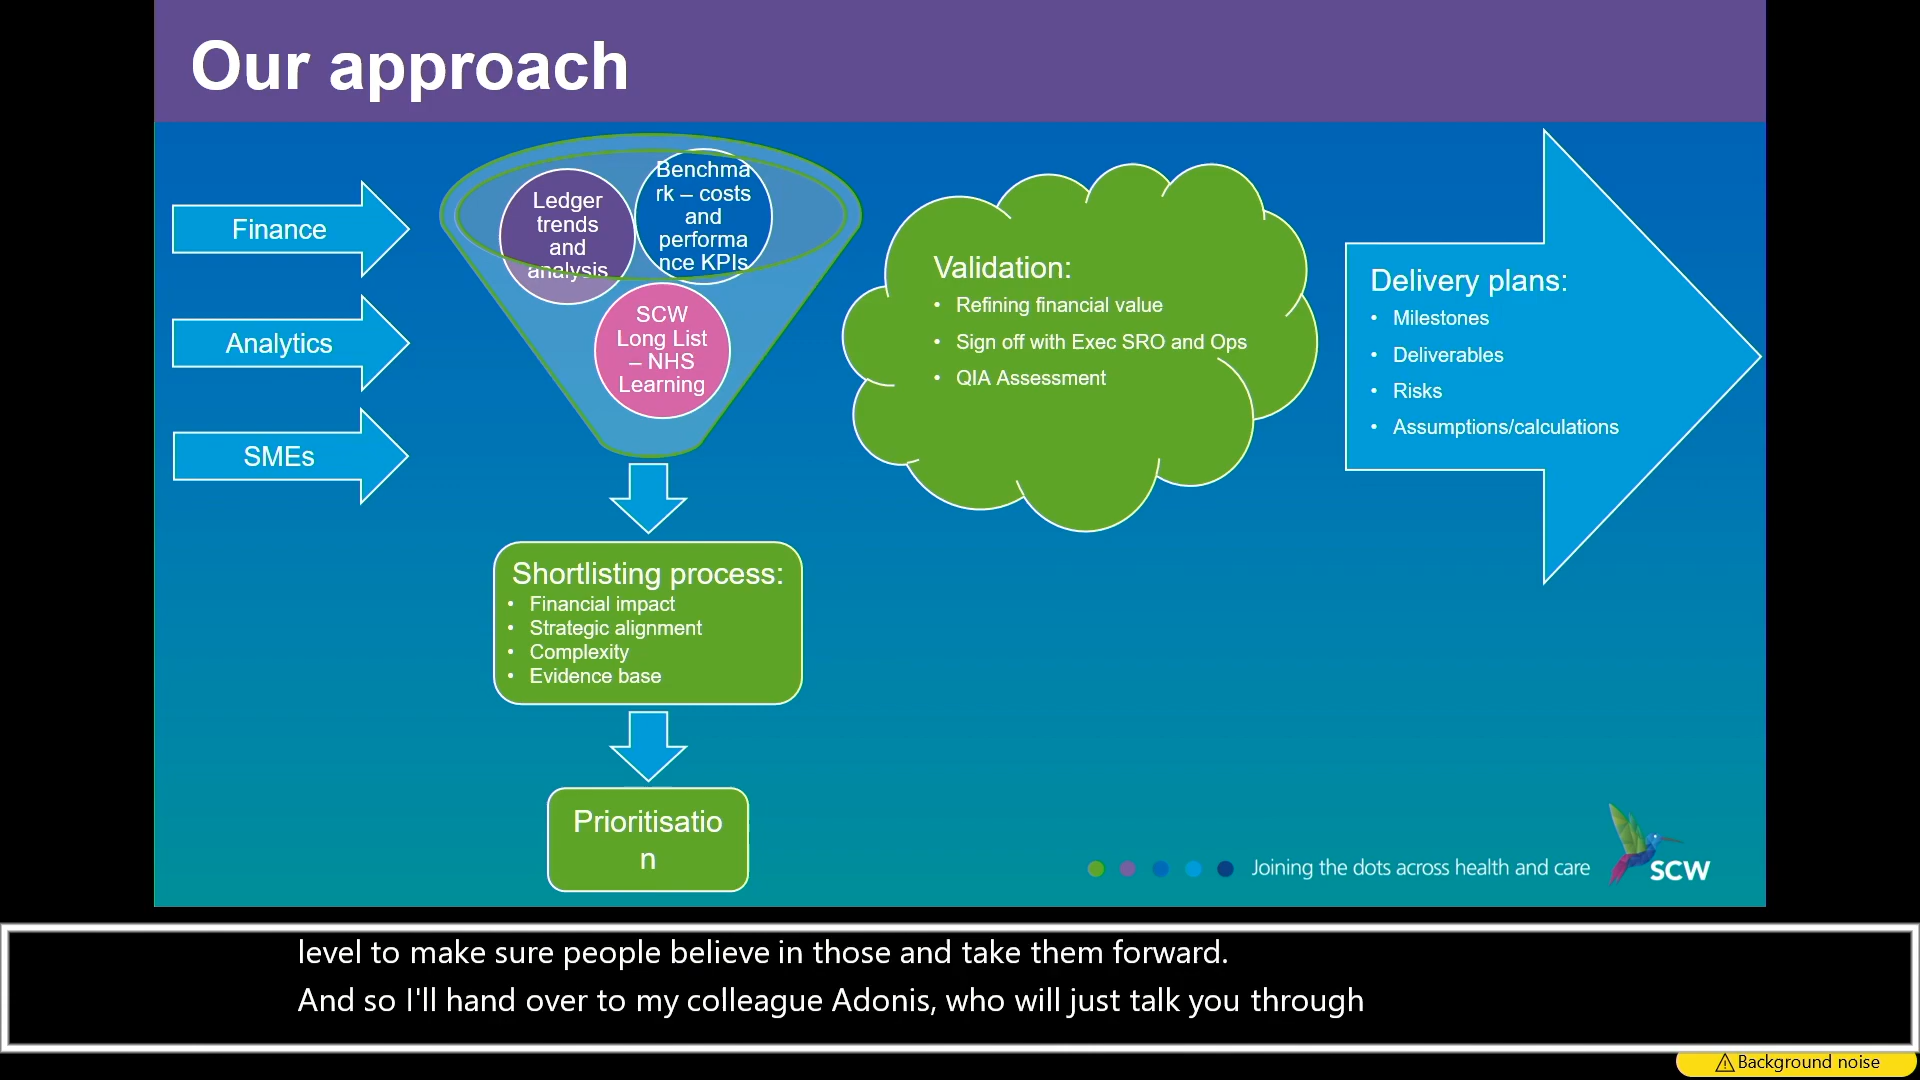 Our approach
Finance
Analytics
SMEs
Ledger
trends
and
analysis
Benchma
rk – costs
and
performa
nce KPIs
SCW
Long List
– NHS
Learning
Shortlisting process:
• Financial impact
• Strategic alignment
• Complexity
• Evidence base
Prioritisatio
n
Validation:
• Refining financial value
• Sign off with Exec SRO and Ops
• QIA Assessment
Delivery plans:
• Milestones
• Deliverables
• Risks
• Assumptions/calculations
Joining the dots across health and care
SCW
level to make sure people believe in those and take them forward.
And so I'll hand over to my colleague Adonis, who will just talk you through
⚠ Background noise